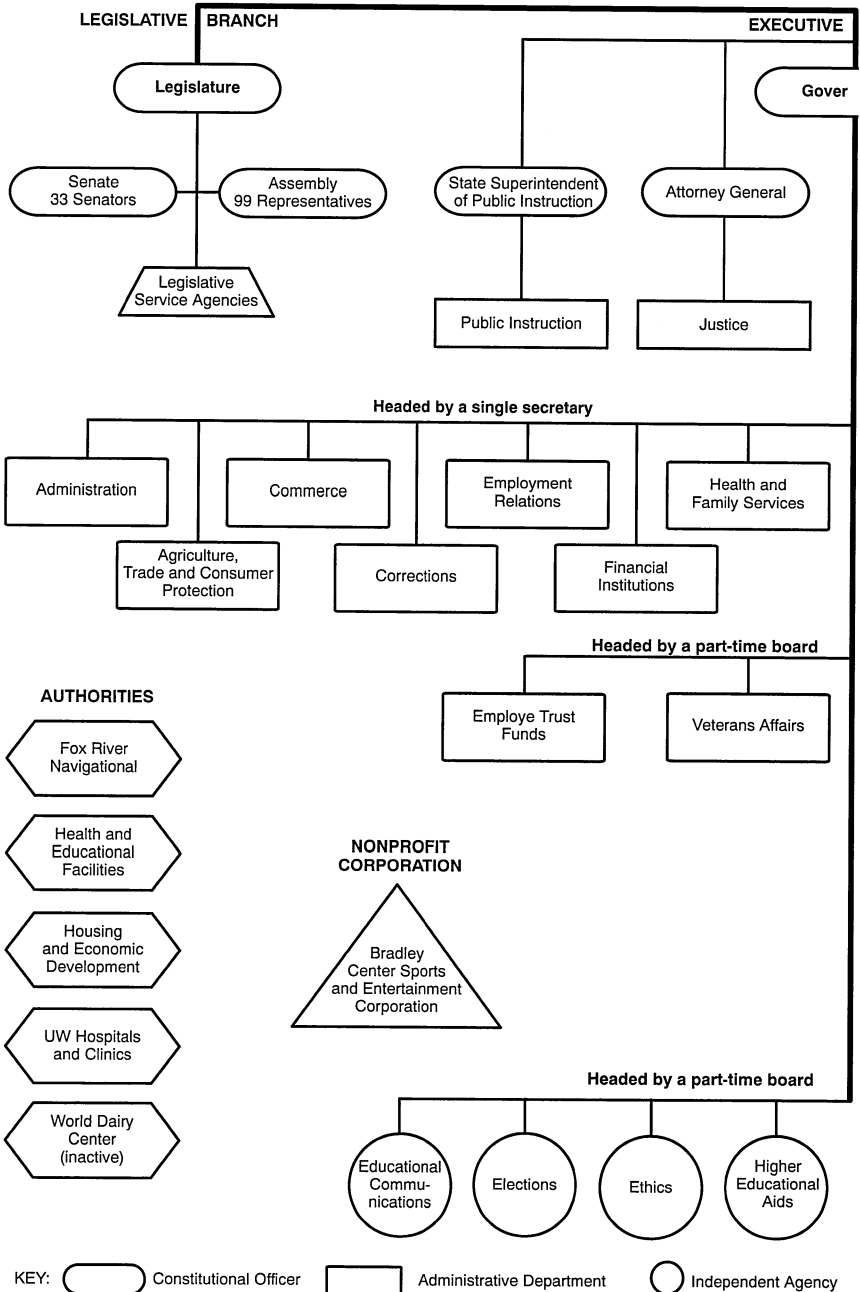 LEGISLATIVE BRANCH
EXECUTIVE
Legislature
Gover
Senate
33 Senators
Assembly
99 Representatives
State Superintendent
of Public Instruction
Attorney General
Legislative
Service Agencies
Public Instruction
Justice
Headed by a single secretary
Administration
Commerce
Employment
Relations
Health and
Family Services
Agriculture,
Trade and Consumer
Protection
Corrections
Financial
Institutions
Headed by a part-time board
Employe Trust
Funds
Veterans Affairs
AUTHORITIES
Fox River
Navigational
Health and
Educational
Facilities
Housing
and Economic
Development
UW Hospitals
and Clinics
World Dairy
Center
(inactive)
NONPROFIT
CORPORATION
Bradley
Center Sports
and Entertainment
Corporation
Headed by a part-time board
Educational
Commu-
nications
Elections
Ethics
Higher
Educational
Aids
KEY:
Constitutional Officer
Administrative Department
Independent Agency